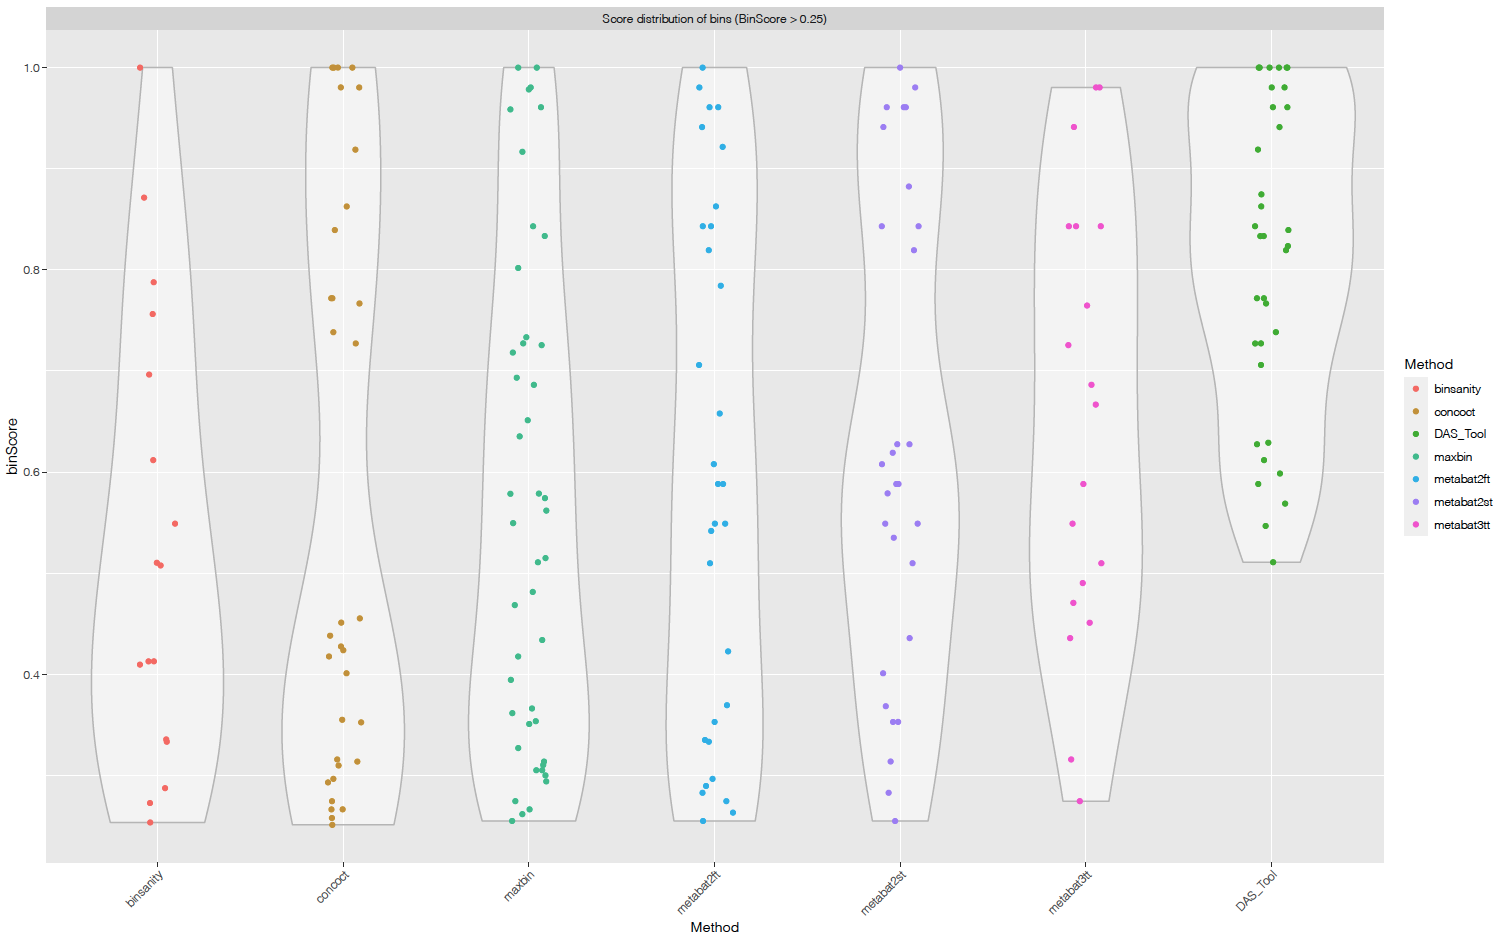 Score distribution of bins (BinScore > 0.25)
1.0
0.8
0.6
0.4
binScore
binsanity
concoct
maxbin
metabat2ft
metabat2st
metabat3tt
DAS_Tool
Method
Method
binsanity
concoct
DAS_Tool
maxbin
metabat2ft
metabat2st
metabat3tt